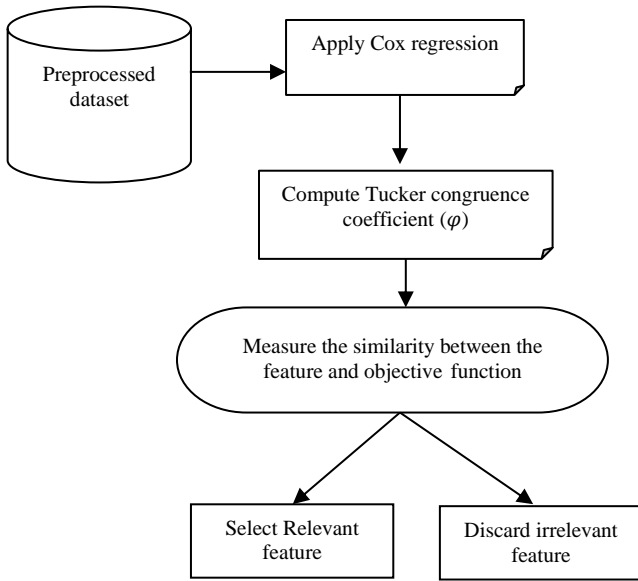 Preprocessed
dataset
Apply Cox regression
Compute Tucker congruence
coefficient (φ)
Measure the similarity between the
feature and objective function
Select Relevant
feature
Discard irrelevant
feature